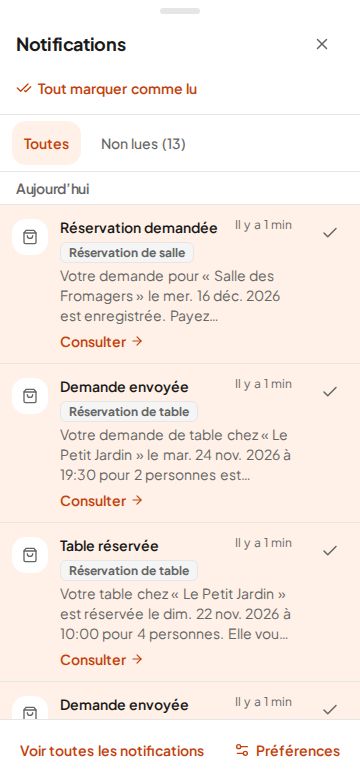 Notifications
Tout marquer comme lu
Toutes
Non lues (13)
Aujourd'hui
Réservation demandée
Il y a 1 min
Réservation de salle
Votre demande pour « Salle des
Fromagers » le mer. 16 déc. 2026
est enregistrée. Payez...
Consulter →
Demande envoyée
Il y a 1 min
Réservation de table
Votre demande de table chez « Le
Petit Jardin » le mar. 24 nov. 2026 à
19:30 pour 2 personnes est...
Consulter →
Table réservée
Il y a 1 min
Réservation de table
Votre table chez « Le Petit Jardin »
est réservée le dim. 22 nov. 2026 à
10:00 pour 4 personnes. Elle vou...
Consulter →
Demande envoyée
Il y a 1 min
Voir toutes les notifications
Préférences